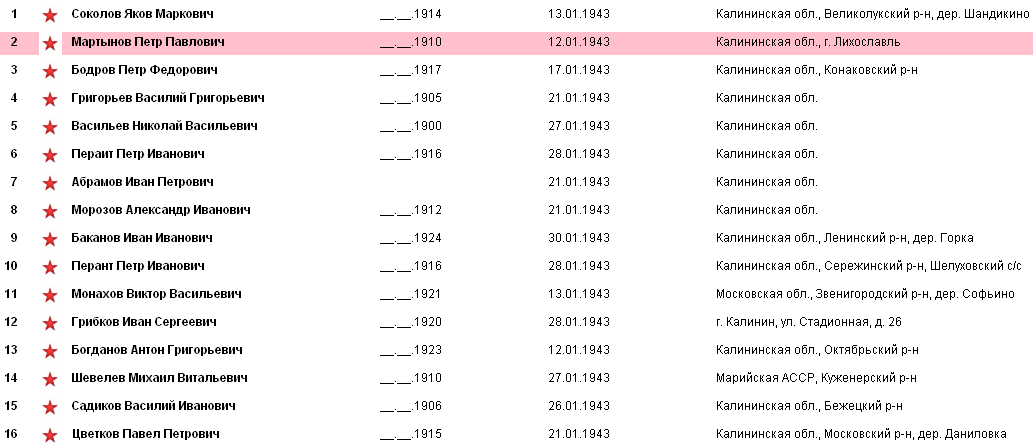 1 Соколов Яков Маркович __.__.1914 13.01.1943 Калининская обл., Великолукский р-н, дер. Шандикино
2 Мартынов Петр Павлович __.__.1910 12.01.1943 Калининская обл., г. Лихославль
3 Бодров Петр Федорович __.__.1917 17.01.1943 Калининская обл., Конаковский р-н
4 Григорьев Василий Григорьевич __.__.1905 21.01.1943 Калининская обл.
5 Васильев Николай Васильевич __.__.1900 27.01.1943 Калининская обл.
6 Пераит Петр Иванович __.__.1916 28.01.1943 Калининская обл.
7 Абрамов Иван Петрович 21.01.1943 Калининская обл.
8 Морозов Александр Иванович __.__.1912 21.01.1943 Калининская обл.
9 Баканов Иван Иванович __.__.1924 30.01.1943 Калининская обл., Ленинский р-н, дер. Горка
10 Перант Петр Иванович __.__.1916 28.01.1943 Калининская обл., Сережинский р-н, Шелуховский с/с
11 Монахов Виктор Васильевич __.__.1921 13.01.1943 Московская обл., Звенигородский р-н, дер. Софьино
12 Грибков Иван Сергеевич __.__.1920 28.01.1943 г. Калинин, ул. Стадионная, д. 26
13 Богданов Антон Григорьевич __.__.1923 12.01.1943 Калининская обл., Октябрьский р-н
14 Шевелев Михаил Витальевич __.__.1910 27.01.1943 Марийская АССР, Куженерский р-н
15 Садиков Василий Иванович __.__.1906 26.01.1943 Калининская обл., Бежецкий р-н
16 Цветков Павел Петрович __.__.1915 21.01.1943 Калининская обл., Московский р-н, дер. Даниловка